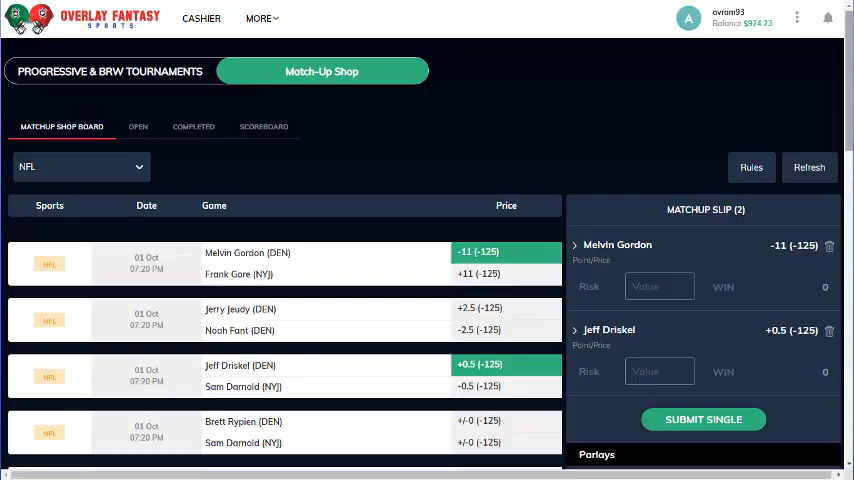 OVERLAY FANTASY
SPORTS
CASHIER
MORE
A
avram93
Balance $924.23
PROGRESSIVE & BRW TOURNAMENTS
Match-Up Shop
MATCHUP SHOP BOARD
OPEN
COMPLETED
SCOREBOARD
NFL
Rules
Refresh
Sports
Date
Game
Price
MATCHUP SLIP (2)
NFL
01 Oct
07:20 PM
Melvin Gordon (DEN)
-11 (-125)
Frank Gore (NYJ)
+11 (-125)
NFL
01 Oct
07:20 PM
Jerry Jeudy (DEN)
+2.5 (-125)
Noah Fant (DEN)
-2.5 (-125)
NFL
01 Oct
07:20 PM
Jeff Driskel (DEN)
+0.5 (-125)
Sam Darnold (NYJ)
-0.5 (-125)
NFL
01 Oct
07:20 PM
Brett Rypien (DEN)
+/-0 (-125)
Sam Darnold (NYJ)
+/-0 (-125)
Melvin Gordon
-11 (-125)
Point/Price
Risk
Value
WIN
0
Jeff Driskel
+0.5 (-125)
Point/Price
Risk
Value
WIN
0
SUBMIT SINGLE
Parlays